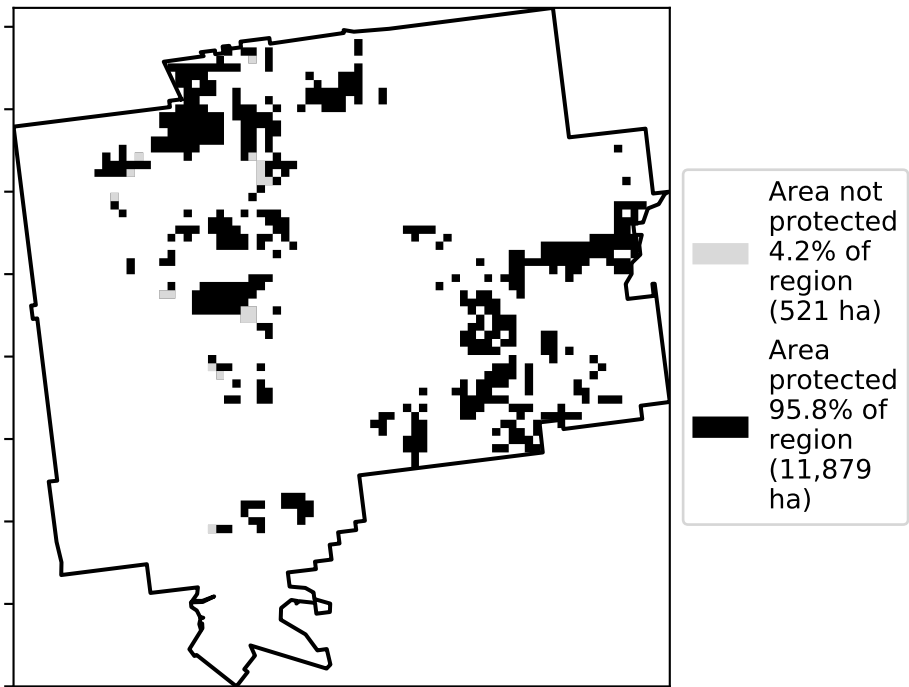 Area not
protected
4.2% of
region
(521 ha)
Area
protected
95.8% of
region
(11,879
ha)